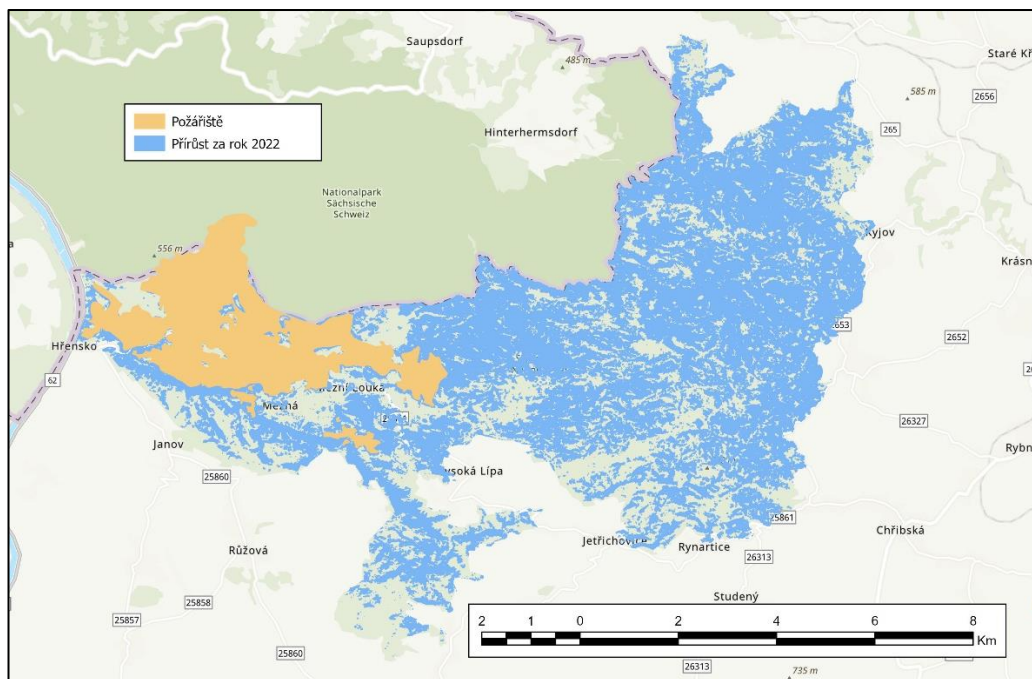 Saupsdorf
485 m
Staré Kř
585 m
2656
265
Požářiště
Přírůst za rok 2022
Hinterhermsdorf
Nationalpark
Sächsische
Schweiz
Kyjov
556 m
Krásn
2653
2652
Hřensko
62
Mezní Louka
Mezná
26327
Janov
Vysoká Lípa
Rybn
25860
25861
Chřibská
Jetřichovice
Rynartice
Růžová
26313
Studený
25858
25857
2 1 0 2 4 6 8
Km
25860
26313
735 m